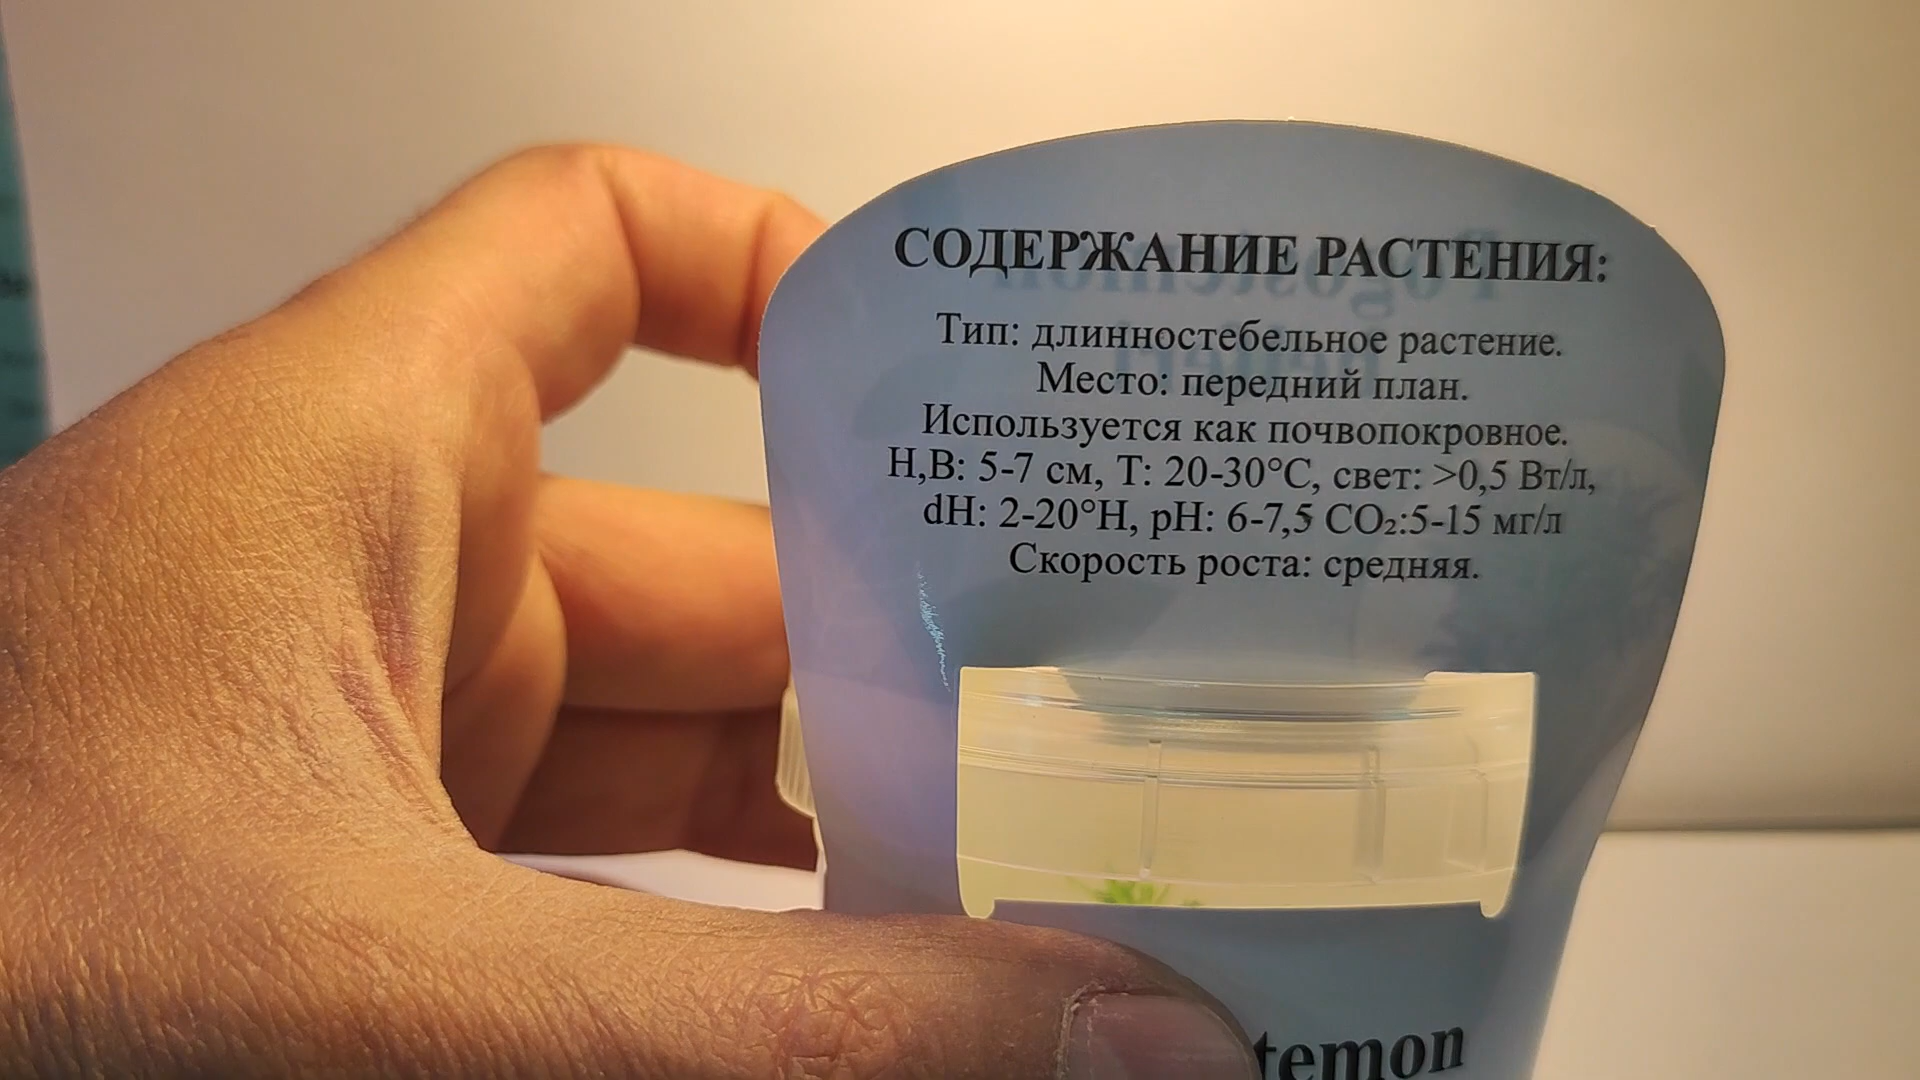 СОДЕРЖАНИЕ РАСТЕНИЯ:
Тип: длинностебельное растение.
Место: передний план.
Используется как почвопокровное.
Н,В: 5-7 см, Т: 20-30°С, свет: >0,5 Вт/л,
dH: 2-20°Н, pH: 6-7,5 CO₂:5-15 мг/л
Скорость роста: средняя.
temon